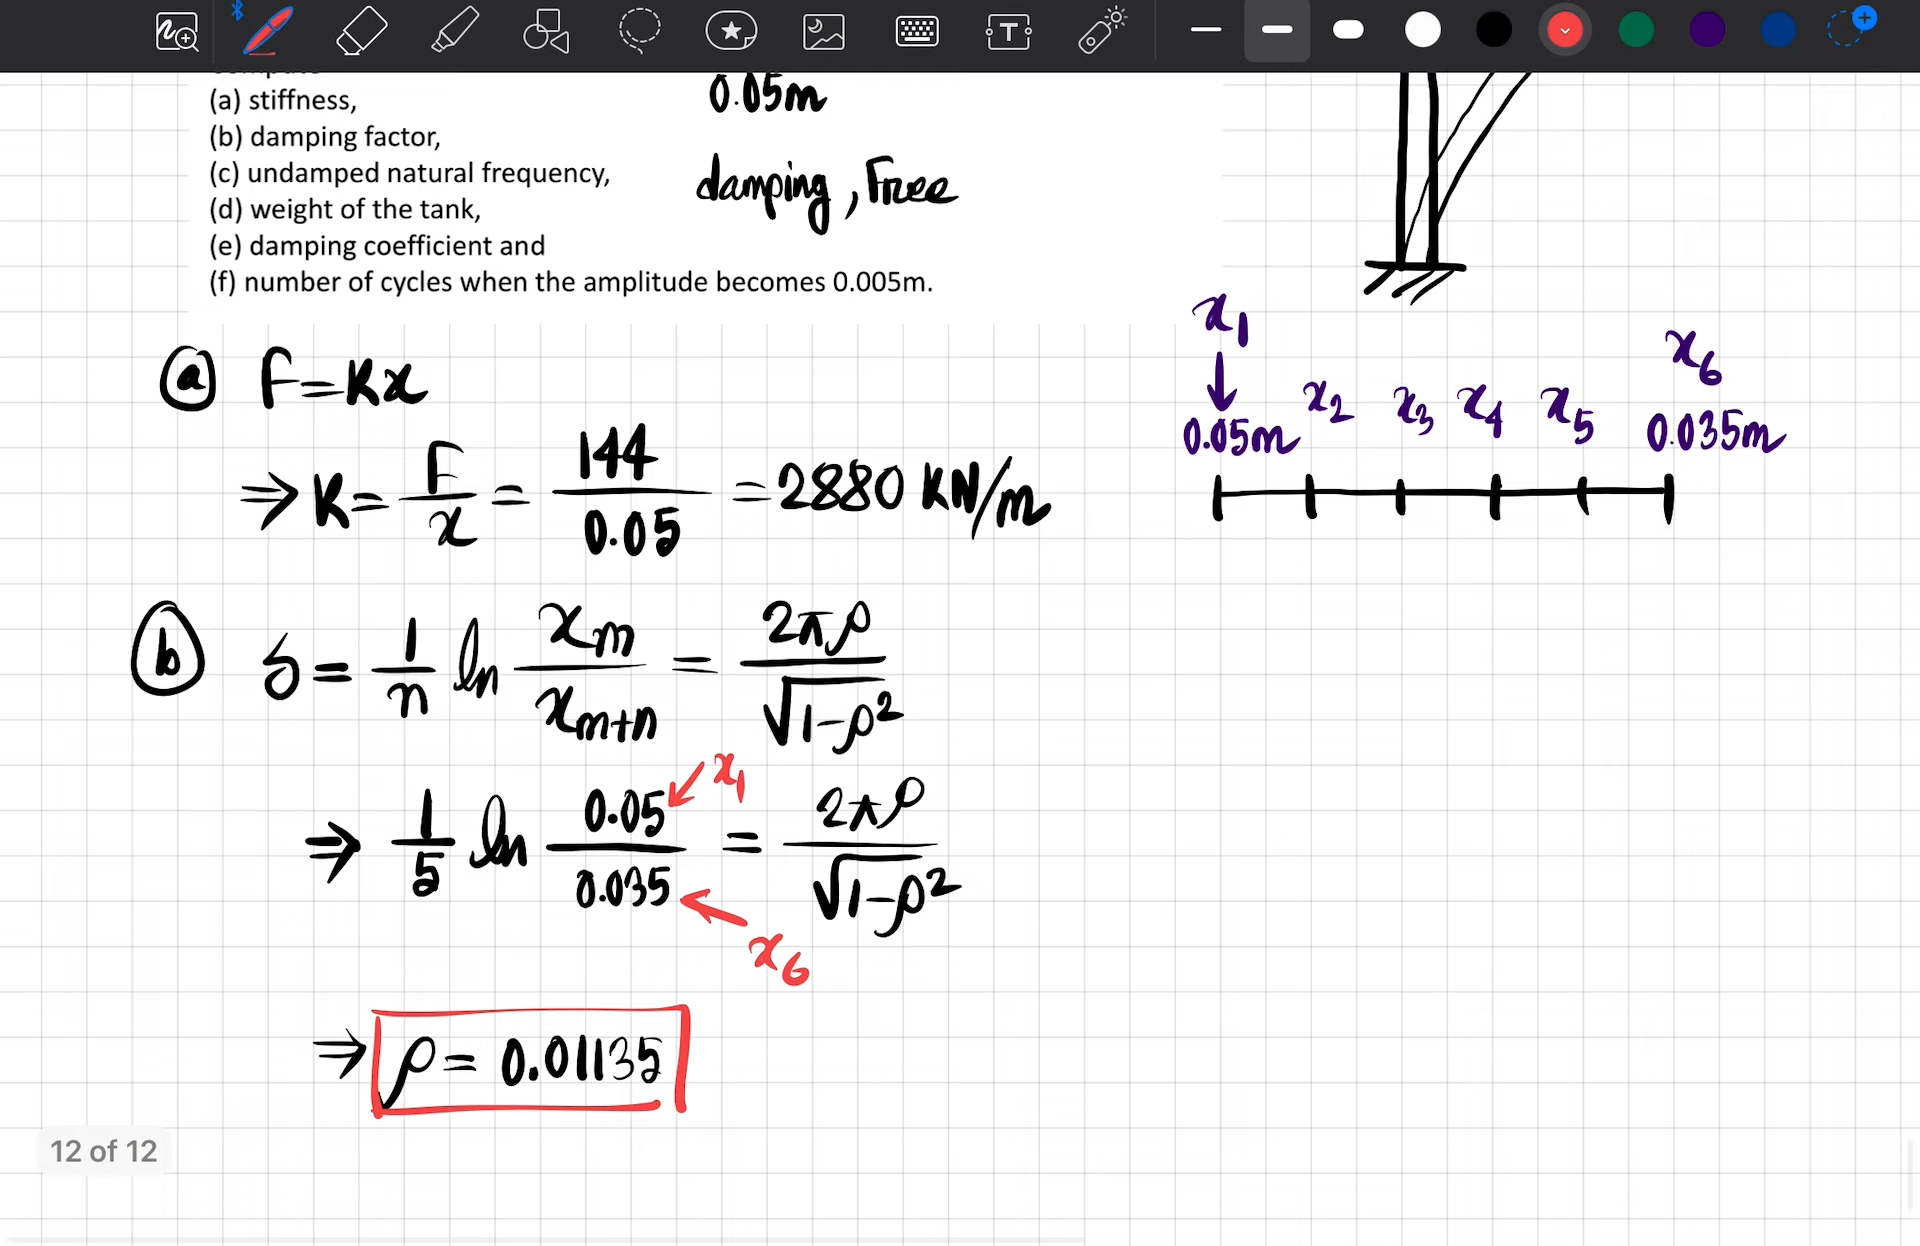 (a) stiffness,
(b) damping factor,
(c) undamped natural frequency,
(d) weight of the tank,
(e) damping coefficient and
(f) number of cycles when the amplitude becomes 0.005m.
0.05m
damping, Free
(a) F=Kx
⇒ K= F/x = 144/0.05 =2880 KN/m
x₁ ↓ 0.05m x₂ x₃ x₄ x₅ x₆ 0.035m
(b) δ= 1/n ln xₘ/xₘ₊ₙ = 2πρ/√1-ρ²
⇒ 1/5 ln 0.05/0.035 = 2πρ/√1-ρ²
x₁
x₆
⇒ ρ= 0.01135
12 of 12
T